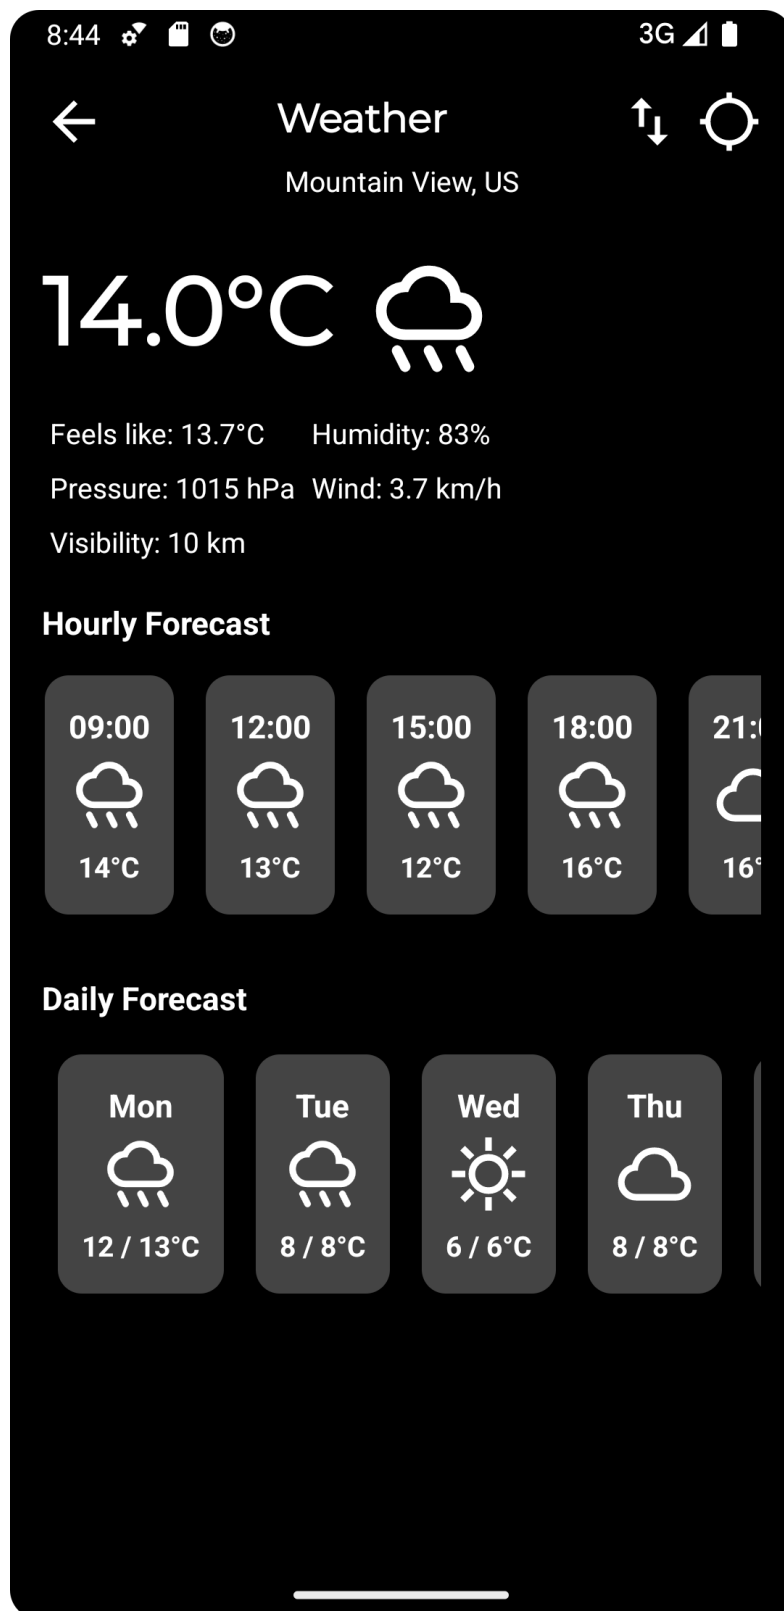 8:44 3G
Weather
Mountain View, US
14.0°C
Feels like: 13.7°C Humidity: 83%
Pressure: 1015 hPa Wind: 3.7 km/h
Visibility: 10 km
Hourly Forecast
09:00 12:00 15:00 18:00
14°C 13°C 12°C 16°C 16°
Daily Forecast
Mon Tue Wed Thu
12 / 13°C 8 / 8°C 6 / 6°C 8 / 8°C